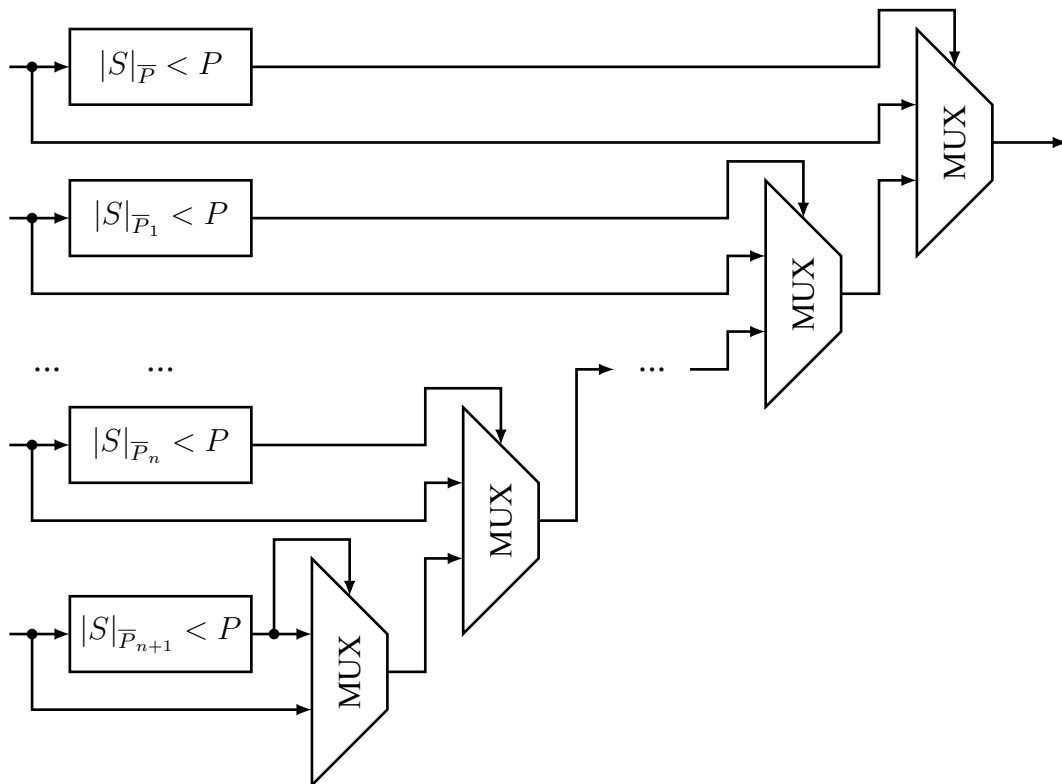 |S|_{\overline{P}} < P
MUX
|S|_{\overline{P}_1} < P
MUX
... ... ...
|S|_{\overline{P}_n} < P
MUX
|S|_{\overline{P}_{n+1}} < P
MUX